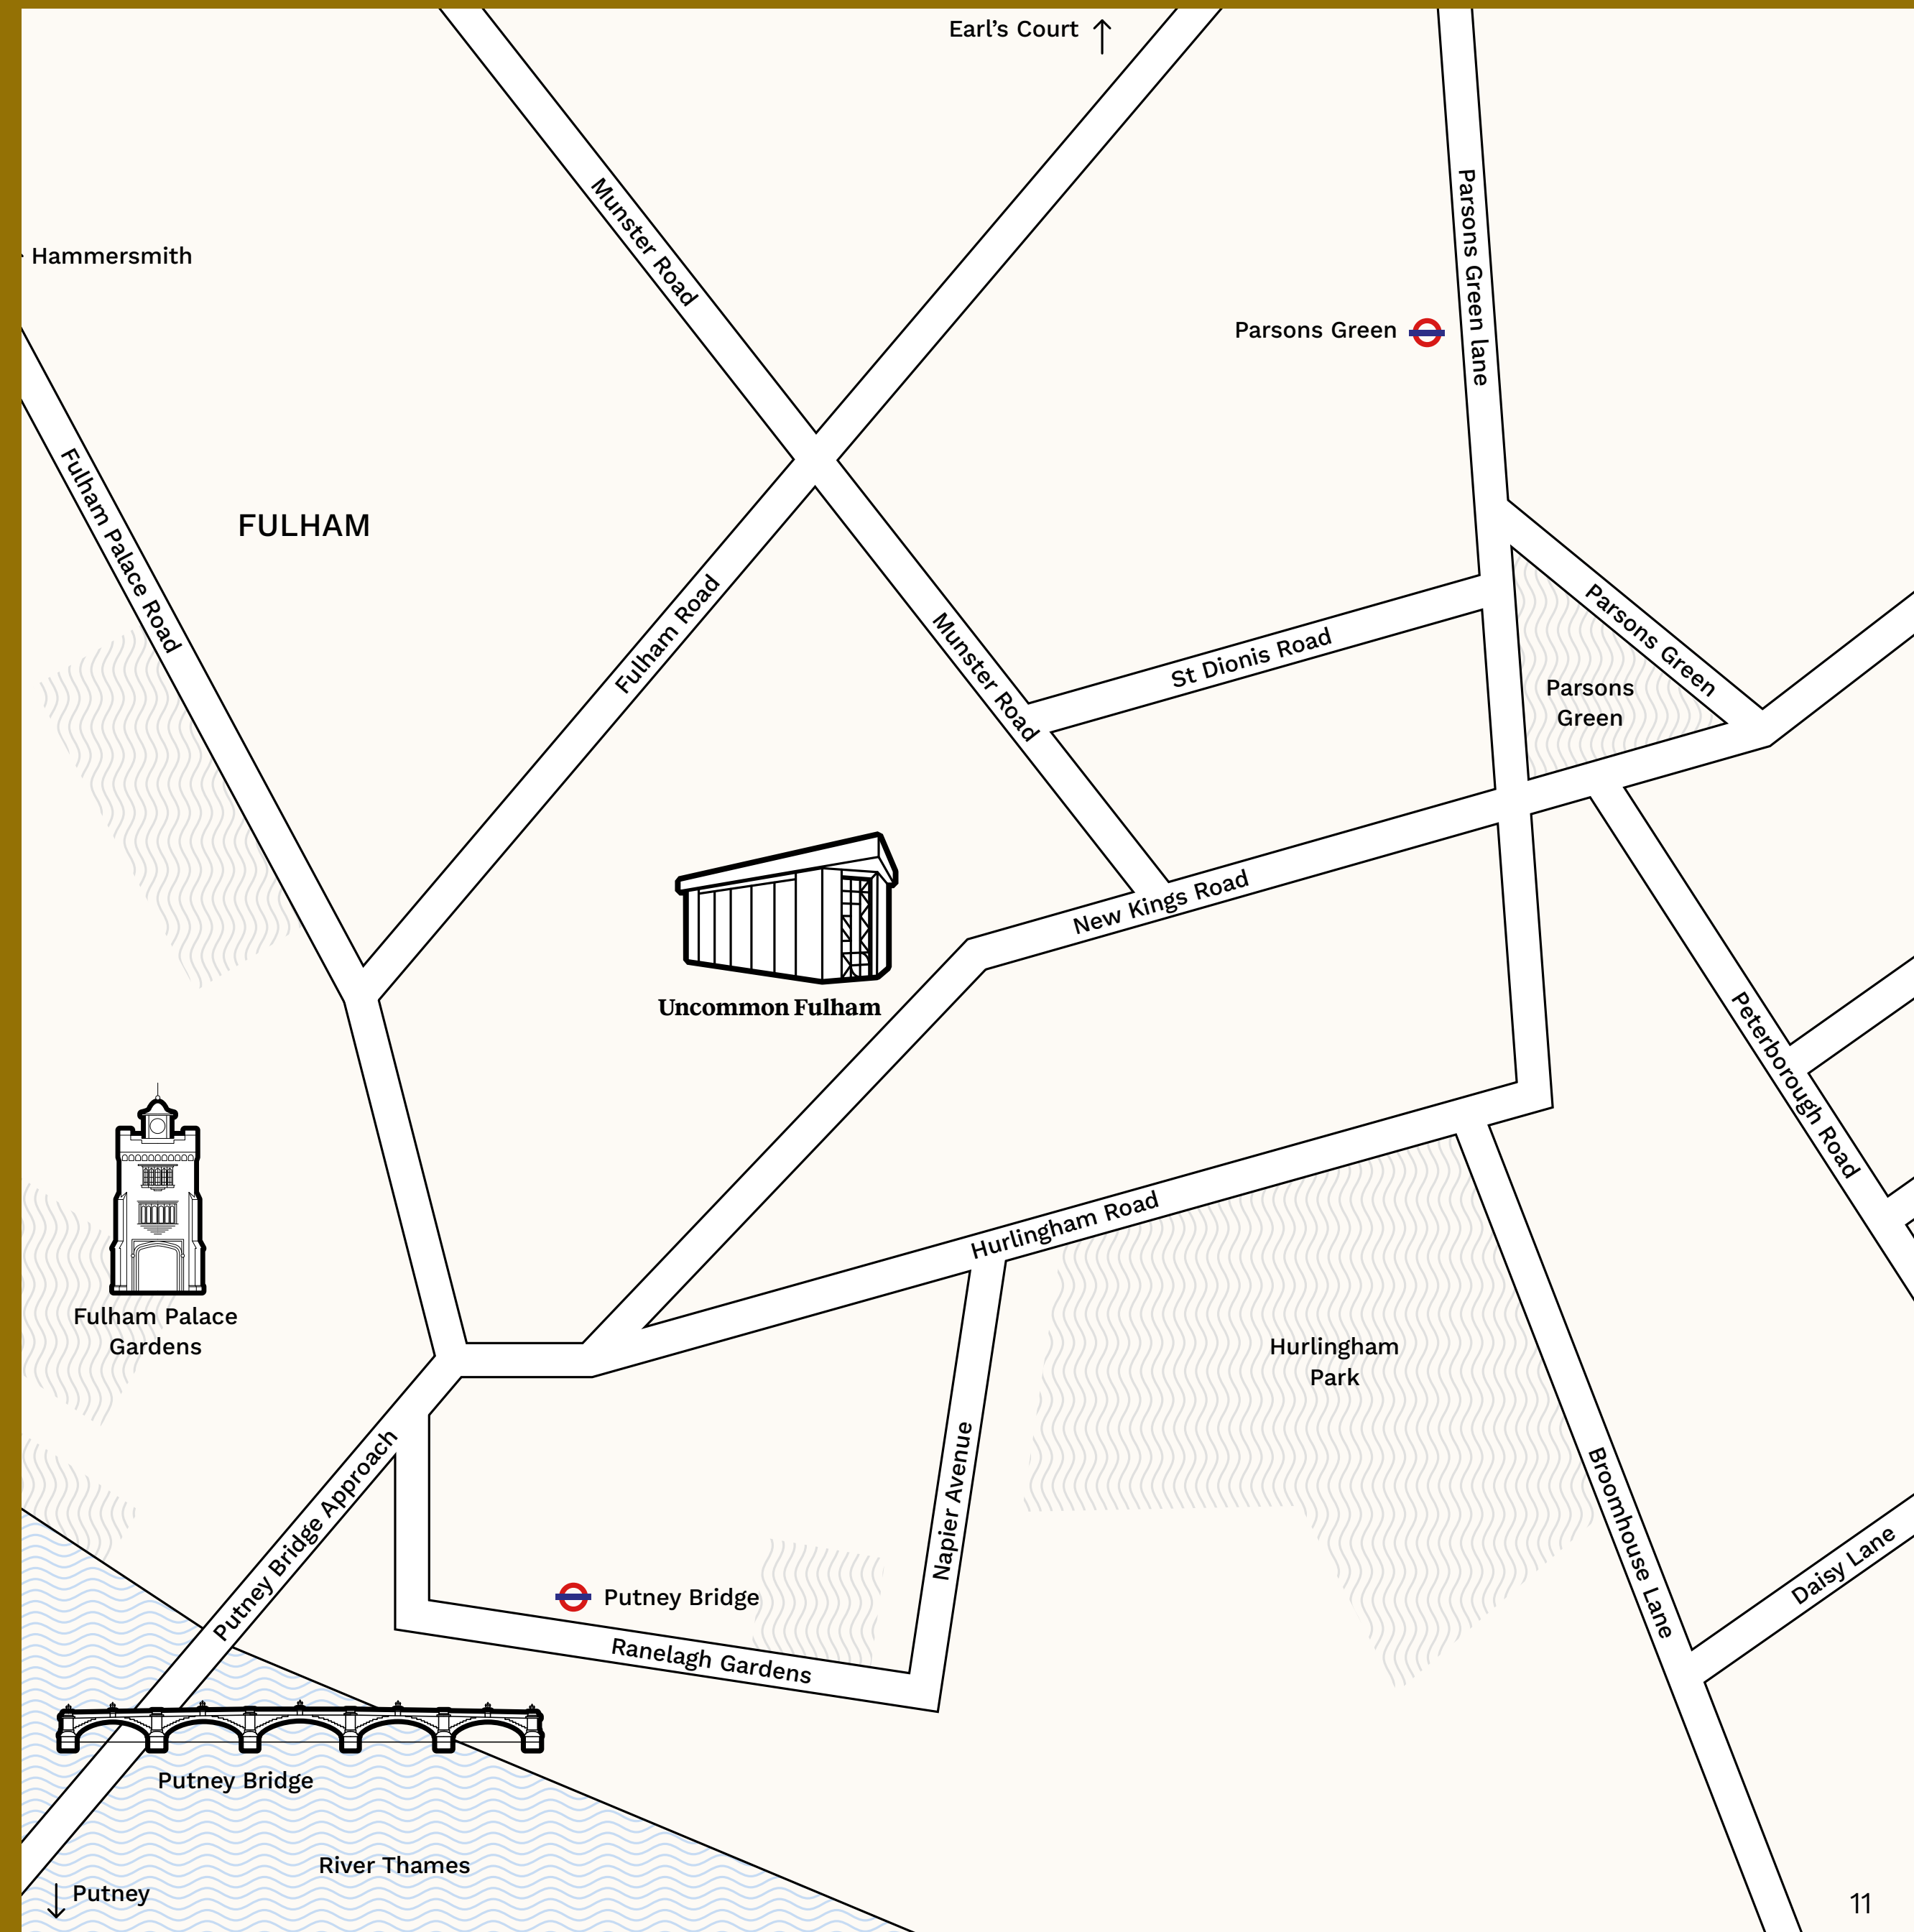 Earl’s Court
Munster Road
Parsons Green lane
Hammersmith
Parsons Green
Fulham Palace Road
FULHAM
Fulham Road
Munster Road
St Dionis Road
Parsons Green
Parsons
Green
New Kings Road
Uncommon Fulham
Peterborough Road
Hurlingham Road
Fulham Palace
Gardens
Hurlingham
Park
Putney Bridge Approach
Napier Avenue
Broomhouse Lane
Daisy Lane
Putney Bridge
Ranelagh Gardens
Putney Bridge
River Thames
Putney
11